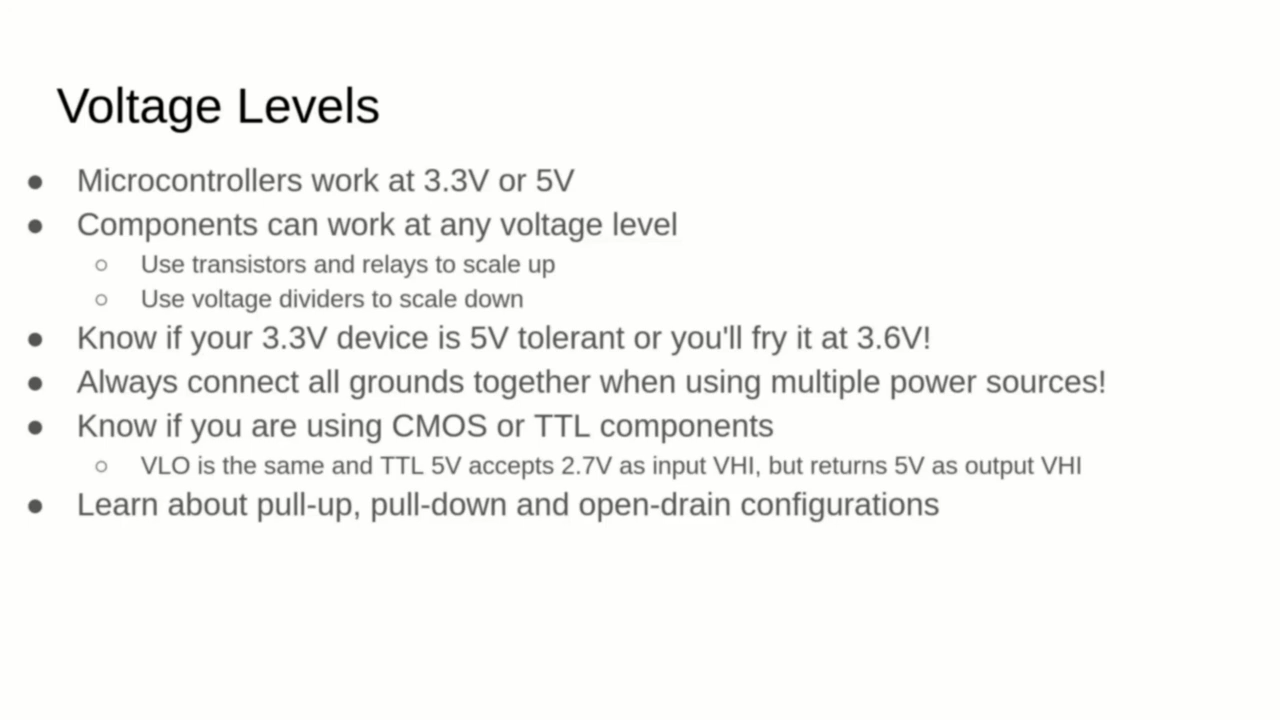 Voltage Levels
● Microcontrollers work at 3.3V or 5V
● Components can work at any voltage level
○ Use transistors and relays to scale up
○ Use voltage dividers to scale down
● Know if your 3.3V device is 5V tolerant or you'll fry it at 3.6V!
● Always connect all grounds together when using multiple power sources!
● Know if you are using CMOS or TTL components
○ VLO is the same and TTL 5V accepts 2.7V as input VHI, but returns 5V as output VHI
● Learn about pull-up, pull-down and open-drain configurations